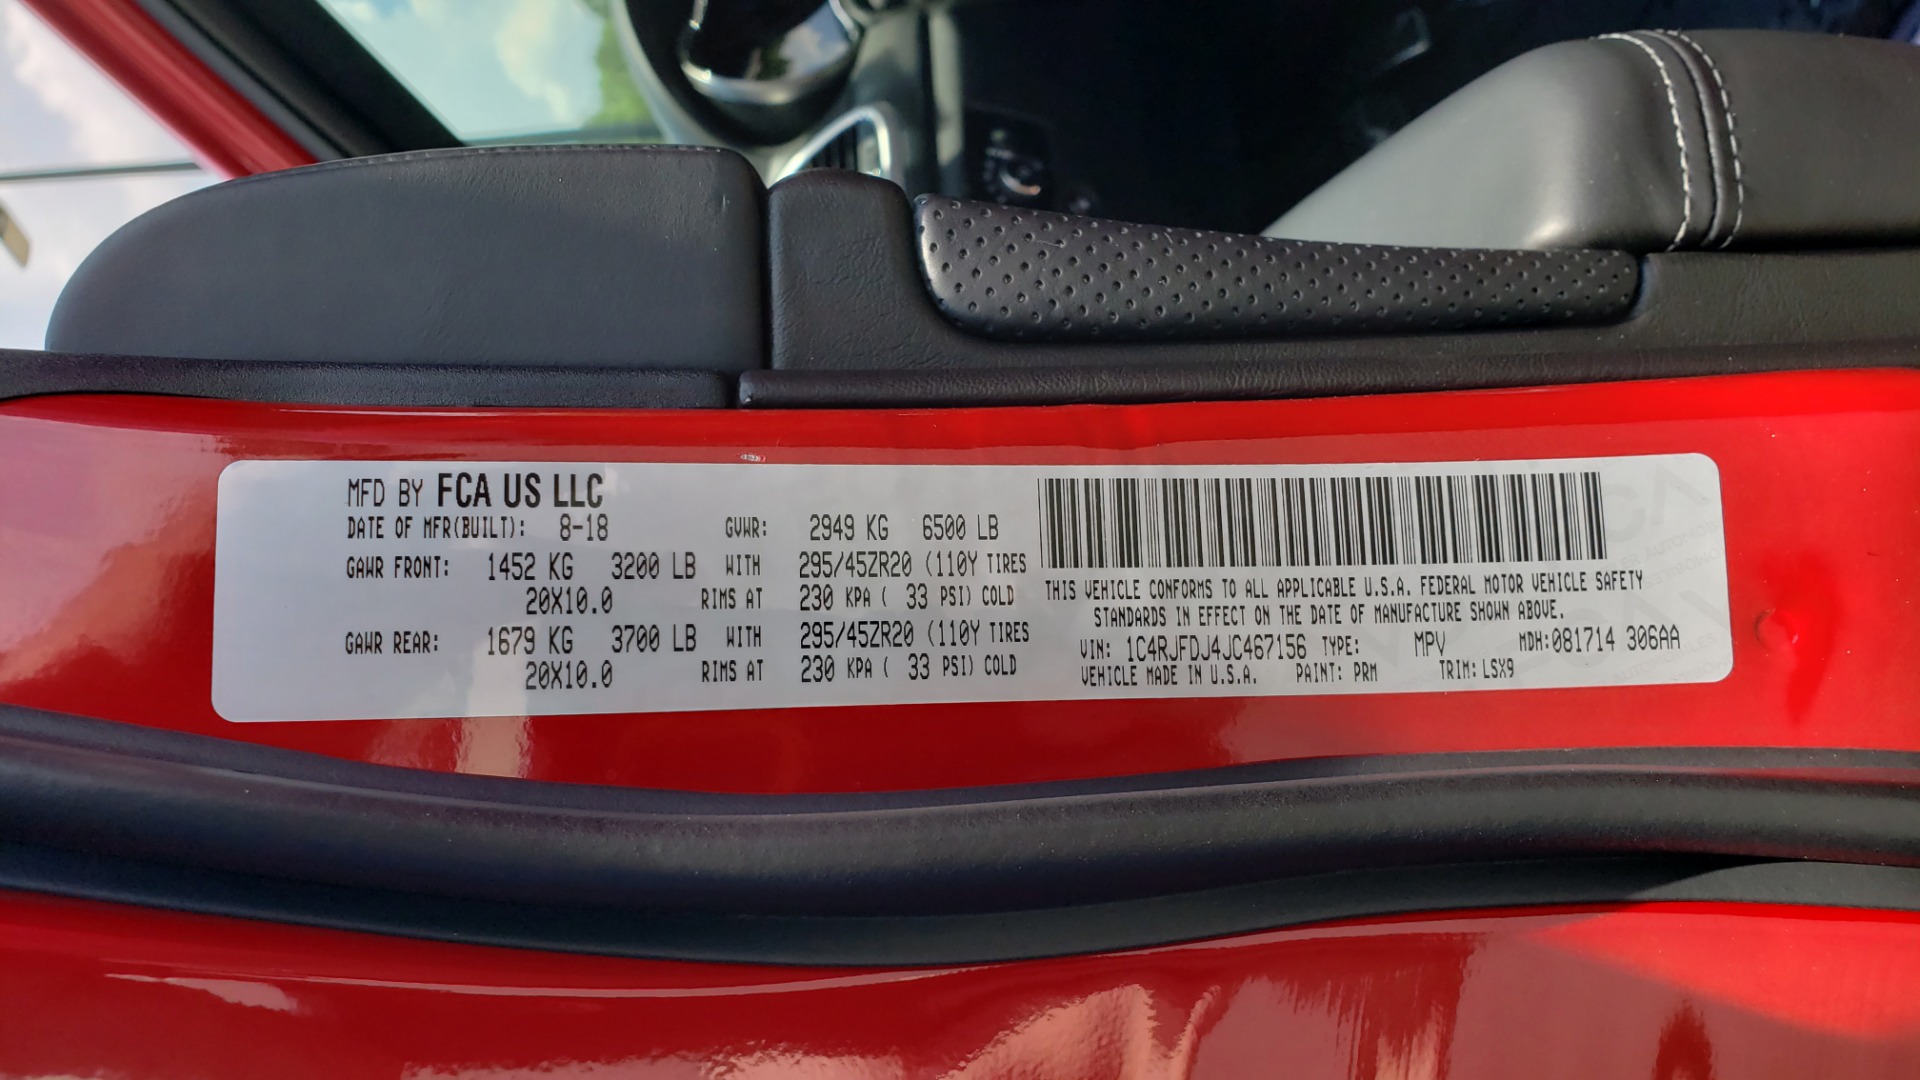 MFD BY FCA US LLC
DATE OF MFR(BUILT): 8-18 GVWR: 2949 KG 6500 LB
GAWR FRONT: 1452 KG 3200 LB WITH 295/45ZR20 (110Y TIRES
20X10.0 RIMS AT 230 KPA ( 33 PSI) COLD
GAWR REAR: 1679 KG 3700 LB WITH 295/45ZR20 (110Y TIRES
20X10.0 RIMS AT 230 KPA ( 33 PSI) COLD
THIS VEHICLE CONFORMS TO ALL APPLICABLE U.S.A. FEDERAL MOTOR VEHICLE SAFETY
STANDARDS IN EFFECT ON THE DATE OF MANUFACTURE SHOWN ABOVE.
VIN: 1C4RJFDJ4JC467156 TYPE: MPV MDH:081714 306AA
VEHICLE MADE IN U.S.A. PAINT: PRM TRIM: LSX9